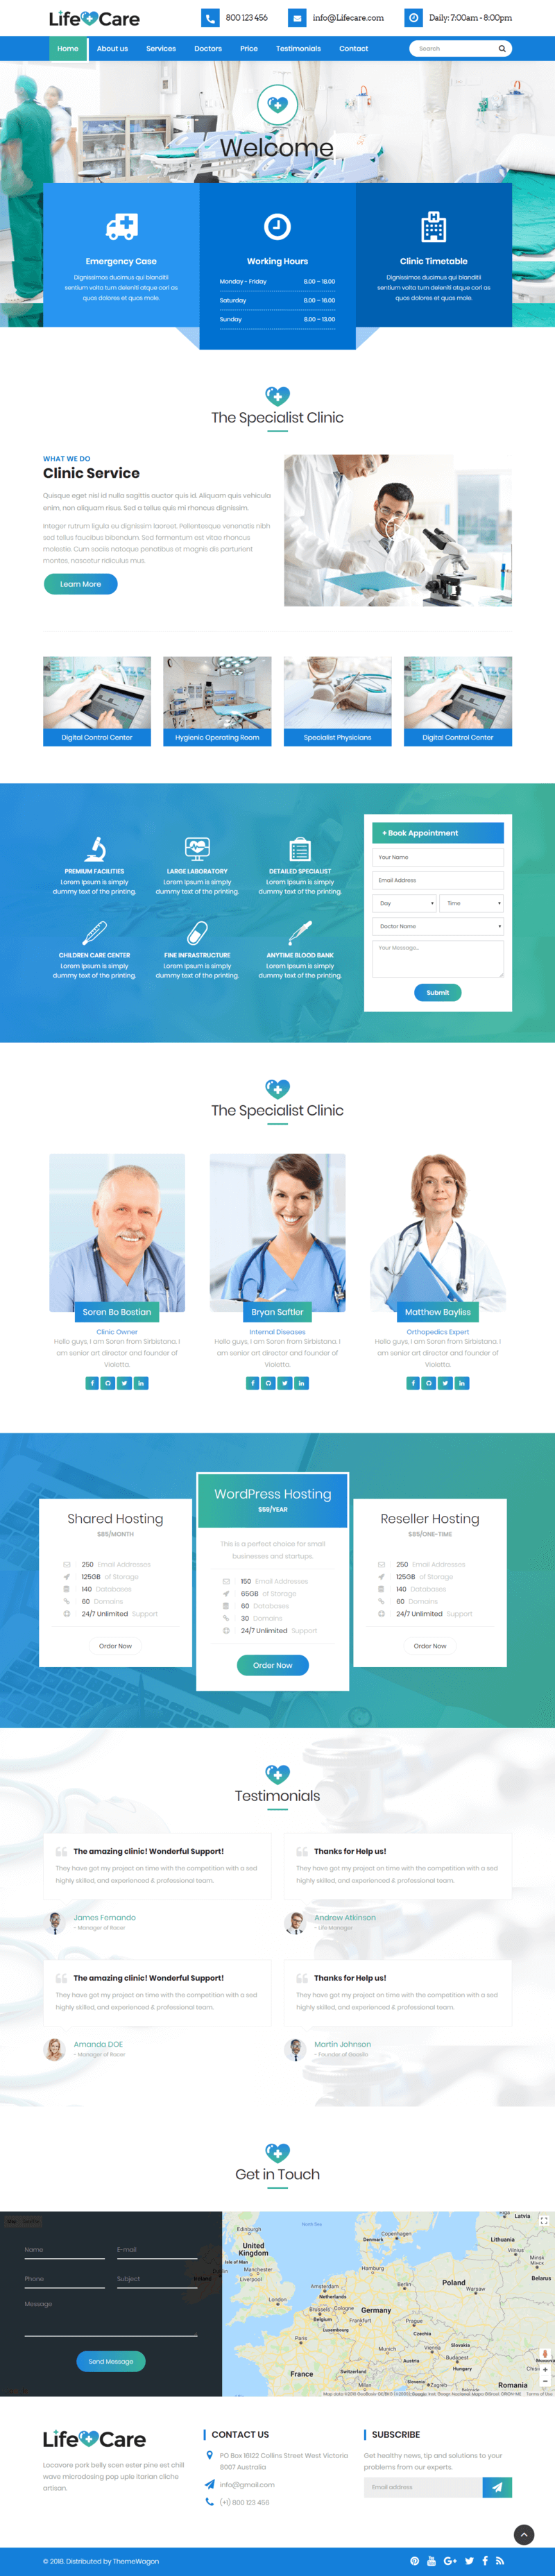 Life Care
800 123 456
info@Lifecare.com
Daily: 7:00am - 8:00pm
Home About us Services Doctors Price Testimonials Contact
Search
Welcome
Emergency Case
Dignissimos ducimus qui blanditii
sentium volta tum deleniti atque cori as
quos dolores et quas mole.
Working Hours
Monday - Friday 8.00 – 18.00
Saturday 8.00 – 16.00
Sunday 8.00 – 13.00
Clinic Timetable
Dignissimos ducimus qui blanditii
sentium volta tum deleniti atque cori as
quos dolores et quas mole.
The Specialist Clinic
WHAT WE DO
Clinic Service
Quisque eget nisl id nulla sagittis auctor quis id. Aliquam quis vehicula
enim, non aliquam risus. Sed a tellus quis mi rhoncus dignissim.
Integer rutrum ligula eu dignissim laoreet. Pellentesque venenatis nibh
sed tellus faucibus bibendum. Sed fermentum est vitae rhoncus
molestie. Cum sociis natoque penatibus et magnis dis parturient
montes, nascetur ridiculus mus.
Learn More
Digital Control Center
Hygienic Operating Room
Specialist Physicians
Digital Control Center
PREMIUM FACILITIES
Lorem Ipsum is simply
dummy text of the printing.
LARGE LABORATORY
Lorem Ipsum is simply
dummy text of the printing.
DETAILED SPECIALIST
Lorem Ipsum is simply
dummy text of the printing.
CHILDREN CARE CENTER
Lorem Ipsum is simply
dummy text of the printing.
FINE INFRASTRUCTURE
Lorem Ipsum is simply
dummy text of the printing.
ANYTIME BLOOD BANK
Lorem Ipsum is simply
dummy text of the printing.
+ Book Appointment
Your Name
Email Address
Day
Time
Doctor Name
Your Message..
Submit
The Specialist Clinic
Soren Bo Bostian
Clinic Owner
Hello guys, I am Soren from Sirbistana. I
am senior art director and founder of
Violetta.
Bryan Saftler
Internal Diseases
Hello guys, I am Soren from Sirbistana. I
am senior art director and founder of
Violetta.
Matthew Bayliss
Orthopedics Expert
Hello guys, I am Soren from Sirbistana. I
am senior art director and founder of
Violetta.
Shared Hosting
$85/MONTH
250 Email Addresses
125GB of Storage
140 Databases
60 Domains
24/7 Unlimited Support
Order Now
WordPress Hosting
$59/YEAR
This is a perfect choice for small
businesses and startups.
150 Email Addresses
65GB of Storage
60 Databases
30 Domains
24/7 Unlimited Support
Order Now
Reseller Hosting
$85/ONE-TIME
250 Email Addresses
125GB of Storage
140 Databases
60 Domains
24/7 Unlimited Support
Order Now
Testimonials
The amazing clinic! Wonderful Support!
They have got my project on time with the competition with a sed
highly skilled, and experienced & professional team.
James Fernando
- Manager of Racer
Thanks for Help us!
They have got my project on time with the competition with a sed
highly skilled, and experienced & professional team.
Andrew Atkinson
- Life Manager
The amazing clinic! Wonderful Support!
They have got my project on time with the competition with a sed
highly skilled, and experienced & professional team.
Amanda DOE
- Manager of Racer
Thanks for Help us!
They have got my project on time with the competition with a sed
highly skilled, and experienced & professional team.
Martin Johnson
- Founder of Goosilo
Get in Touch
Name
E-mail
Phone
Subject
Message
Send Message
North Sea
Edinburgh
United
Kingdom
Isle of Man
Manchester
Liverpool
Dublin
Ireland
London
Denmark
Copenhagen
Hamburg
Amsterdam
Netherlands
Berlin
Brussels
Cologne
Belgium
Germany
Frankfurt
Luxembourg
Paris
France
Prague
Czechia
Munich
Vienna
Slovakia
Austria
Budapest
Hungary
Switzerland
Slovenia
Zagreb
Milan
Poland
Warsaw
Riga
Latvia
Lithuania
Vilnius
Minsk
Belarus
Romania
Terms of Use
Life Care
Locavore pork belly scen ester pine est chill
wave microdosing pop uple itarian cliche
artisan.
CONTACT US
PO Box 16122 Collins Street West Victoria
8007 Australia
info@gmail.com
(+1) 800 123 456
SUBSCRIBE
Get healthy news, tip and solutions to your
problems from our experts.
Email address
© 2018. Distributed by ThemeWagon